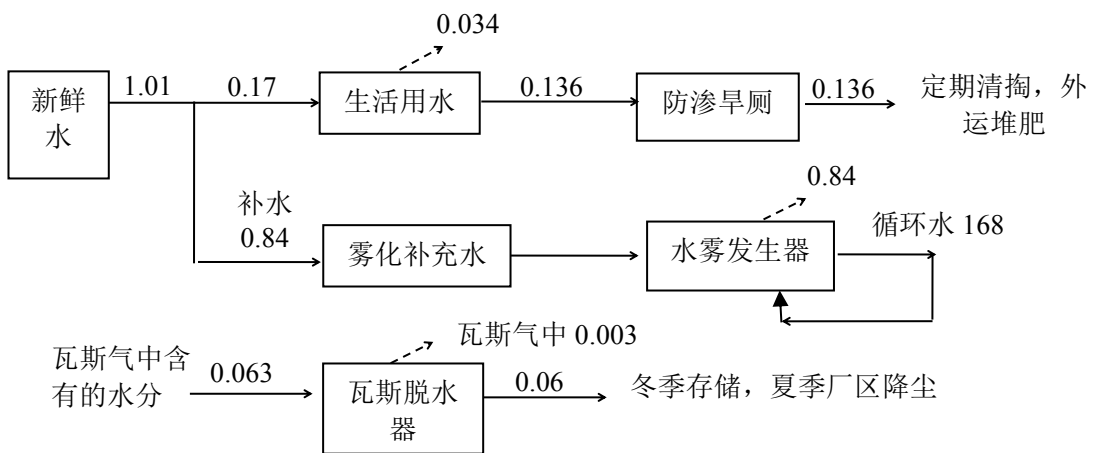 0.034
新鲜
水
1.01
0.17
生活用水
0.136
防渗旱厕
0.136
定期清掏，外
运堆肥
补水
0.84
雾化补充水
水雾发生器
0.84
循环水 168
瓦斯气中含
有的水分
0.063
瓦斯脱水
器
瓦斯气中 0.003
0.06
冬季存储，夏季厂区降尘